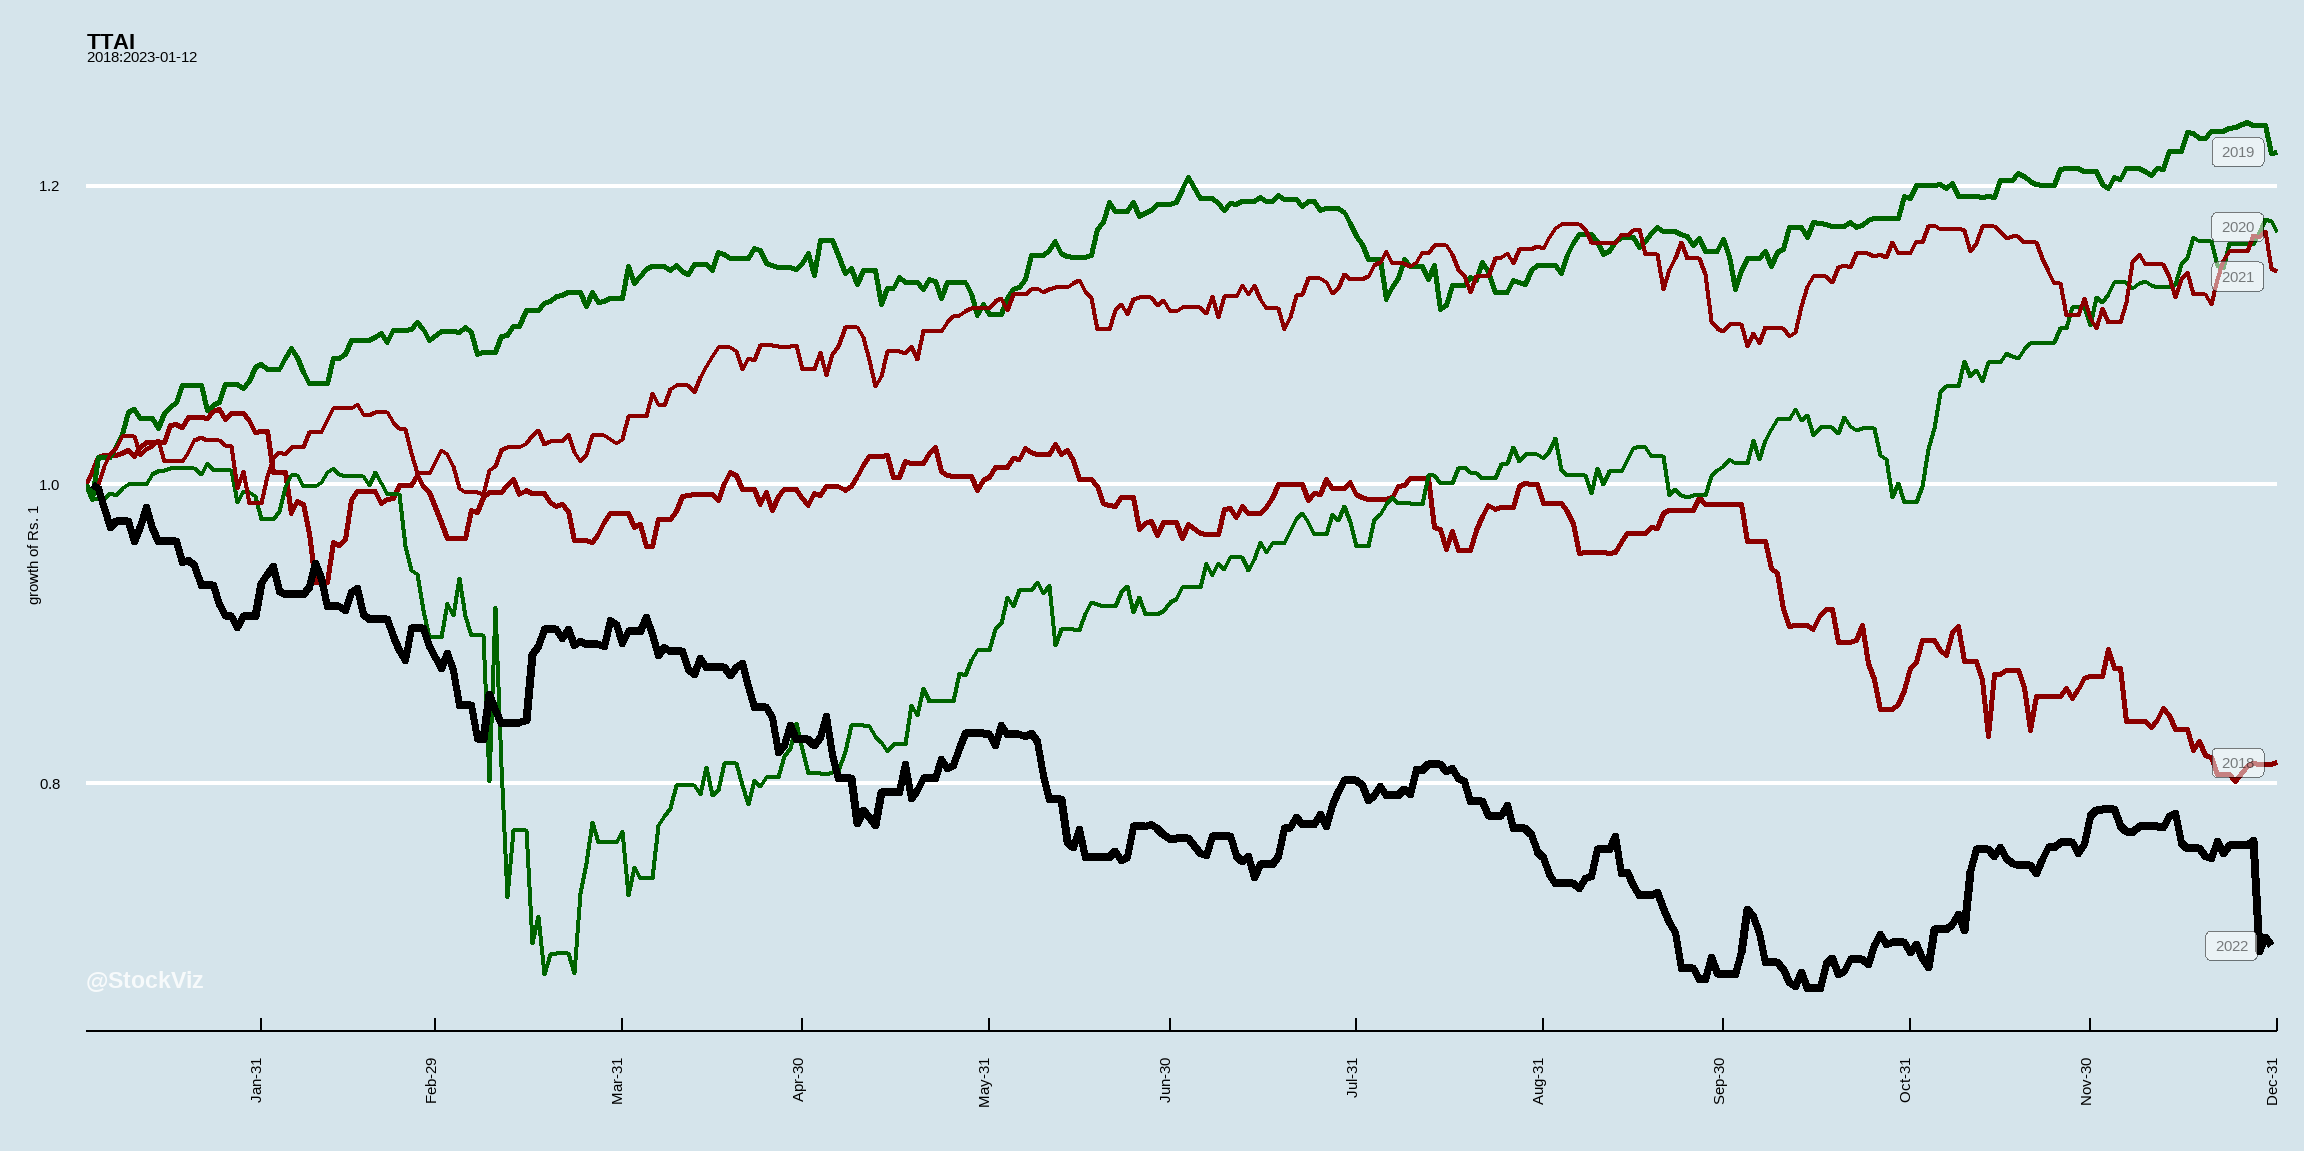 TTAI
2018:2023-01-12
1.2
1.0
0.8
growth of Rs. 1
2019
2020
2021
2018
2022
@StockViz
Jan-31
Feb-29
Mar-31
Apr-30
May-31
Jun-30
Jul-31
Aug-31
Sep-30
Oct-31
Nov-30
Dec-31